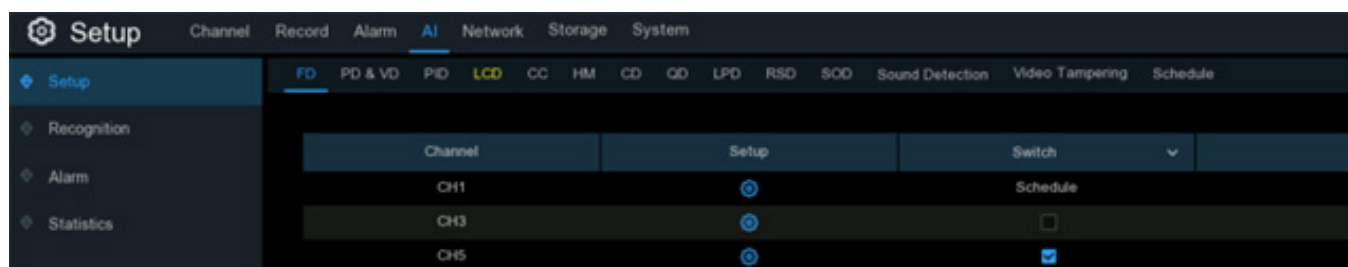 Setup Channel Record Alarm AI Network Storage System
Setup FD PD & VD PID LCD CC HM CD QD LPD RSD SOD Sound Detection Video Tampering Schedule
Recognition
Channel Setup Switch
Alarm
CH1 Schedule
Statistics
CH3
CH5